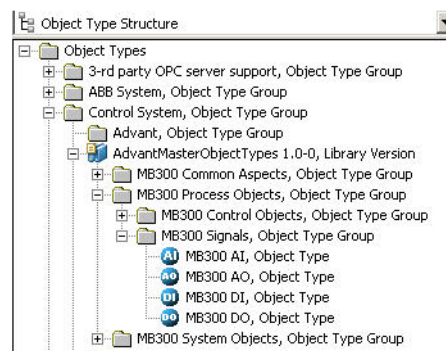 Object Type Structure
Object Types
3-rd party OPC server support, Object Type Group
ABB System, Object Type Group
Control System, Object Type Group
Advant, Object Type Group
AdvantMasterObjectTypes 1.0-0, Library Version
MB300 Common Aspects, Object Type Group
MB300 Process Objects, Object Type Group
MB300 Control Objects, Object Type Group
MB300 Signals, Object Type Group
AI MB300 AI, Object Type
AO MB300 AO, Object Type
DI MB300 DI, Object Type
DO MB300 DO, Object Type
MB300 System Objects, Object Type Group